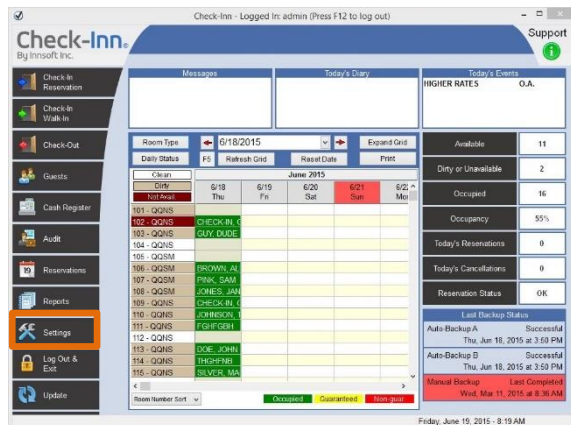 Check-Inn - Logged In: admin (Press F12 to log out)
Check-Inn.
By Innsoft Inc.
Support
Check-In
Reservation
Check-In
Walk-In
Check-Out
Guests
Cash Register
Audit
Reservations
Reports
Settings
Log Out &
Exit
Update
Messages
Today's Diary
Today's Events
HIGHER RATES O.A.
Room Type 6/18/2015 Expand Grid
Daily Status F5 Refresh Grid Reset Date Print
Clean June 2015
Dirty 6/18 6/19 6/20 6/21 6/22
Not Avail. Thu Fri Sat Sun Mon
101 - QQNS
102 - QQNS CHECK-IN, C
103 - QQNS GUY, DUDE
104 - QQNS
105 - QQSM
106 - QQSM BROWN, AL
107 - QQSM PINK, SAM
108 - QQSM JONES, JAN
109 - QQNS CHECK-IN, C
110 - QQNS JOHNSON, 1
111 - QQNS FGHFGBH
112 - QQNS
113 - QQNS DOE, JOHN
114 - QQNS THGHFNB
115 - QQNS SILVER, MA
Room Number Sort Occupied Guaranteed Non-guar
Available 11
Dirty or Unavailable 2
Occupied 16
Occupancy 55%
Today's Reservations 0
Today's Cancellations 0
Reservation Status OK
Last Backup Status
Auto-Backup A Successful
Thu, Jun 18, 2015 at 3:50 PM
Auto-Backup B Successful
Thu, Jun 18, 2015 at 3:50 PM
Manual Backup Last Completed
Wed, Mar 11, 2015 at 8:36 AM
Friday, June 19, 2015 - 8:19 AM